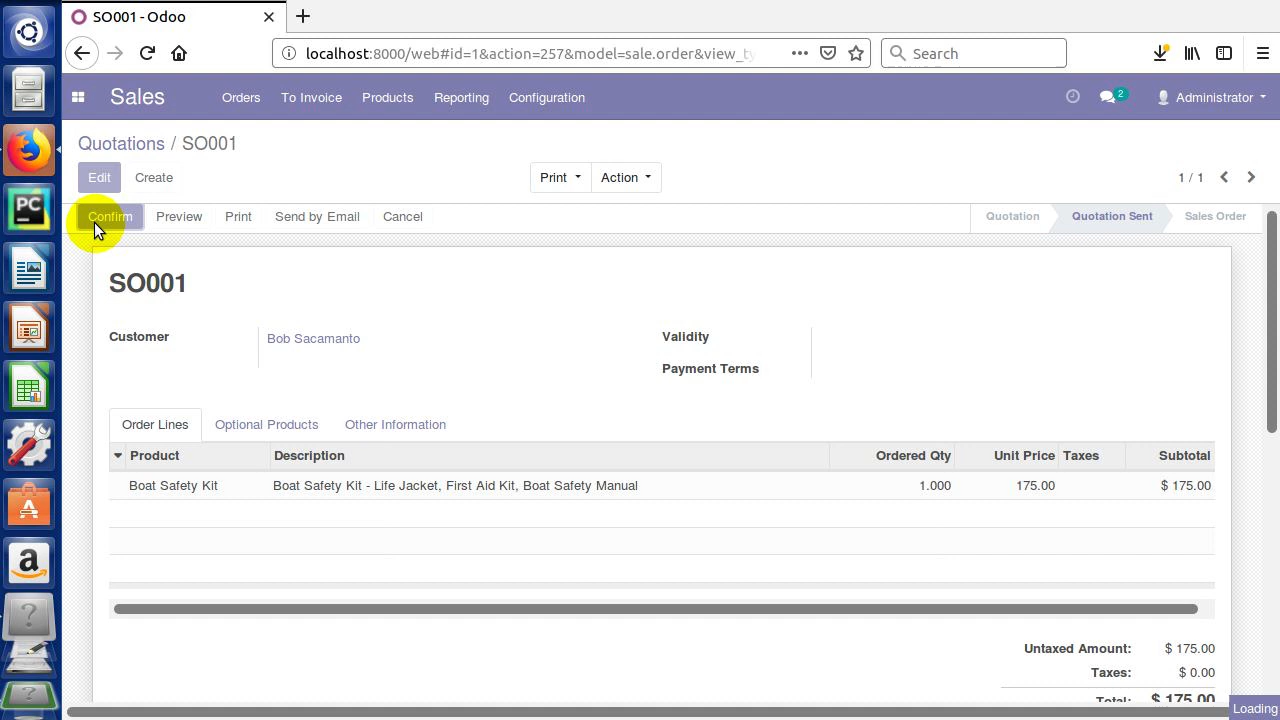 SO001 - Odoo
localhost:8000/web#id=1&action=257&model=sale.order&view_ty
Search
Sales Orders To Invoice Products Reporting Configuration 2 Administrator
Quotations / SO001
Edit Create Print Action 1 / 1
Confirm Preview Print Send by Email Cancel Quotation Quotation Sent Sales Order
SO001
Customer Bob Sacamanto Validity
Payment Terms
Order Lines Optional Products Other Information
Product Description Ordered Qty Unit Price Taxes Subtotal
Boat Safety Kit Boat Safety Kit - Life Jacket, First Aid Kit, Boat Safety Manual 1.000 175.00 $ 175.00
Untaxed Amount: $ 175.00
Taxes: $ 0.00
Total: $ 175.00
Loading
PC
A
a
?
?